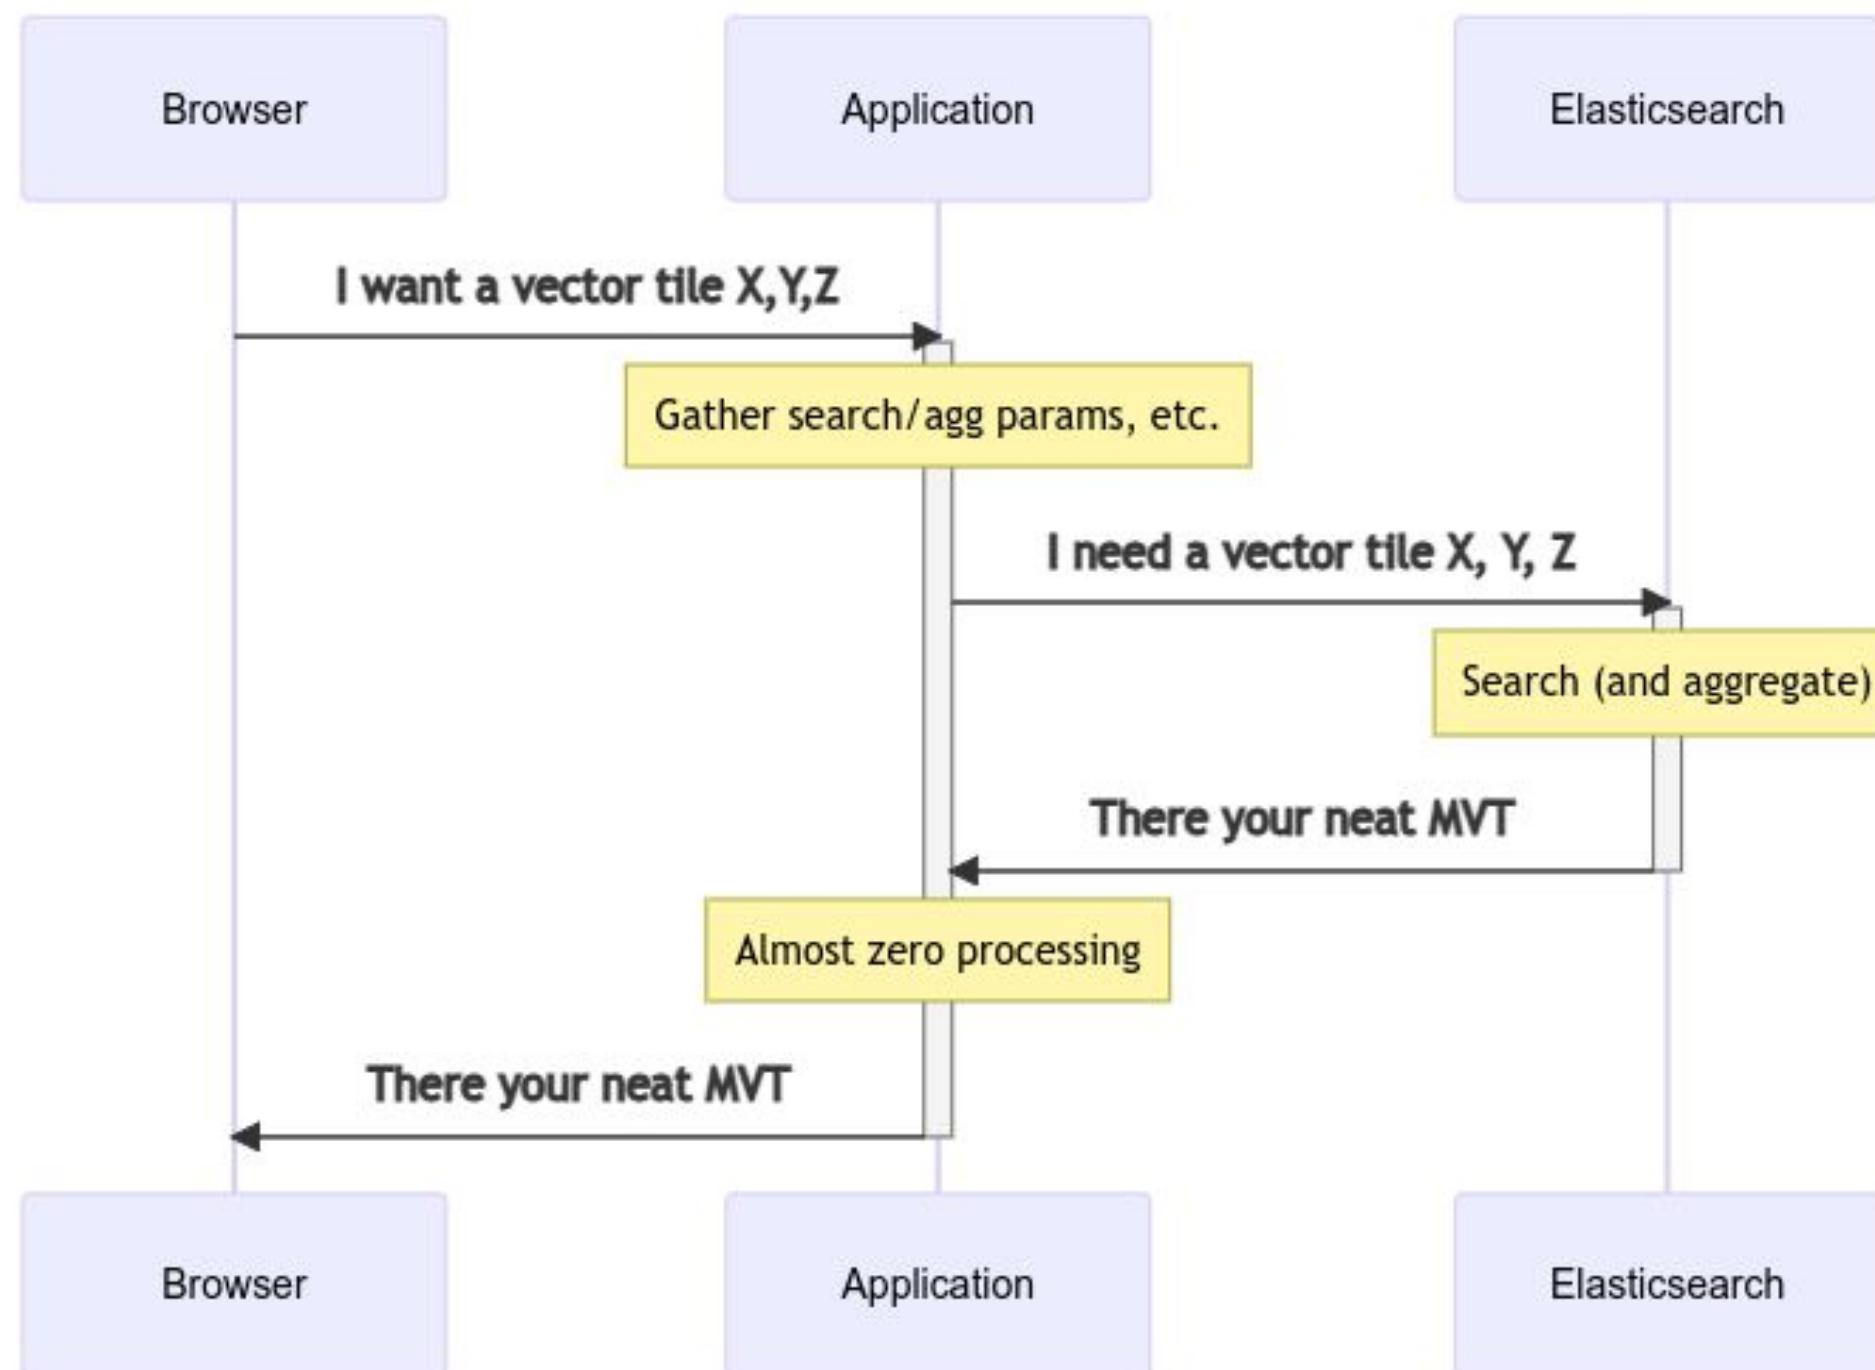 Browser
Application
Elasticsearch
I want a vector tile X,Y,Z
Gather search/agg params, etc.
I need a vector tile X, Y, Z
Search (and aggregate)
There your neat MVT
Almost zero processing
There your neat MVT
Browser
Application
Elasticsearch